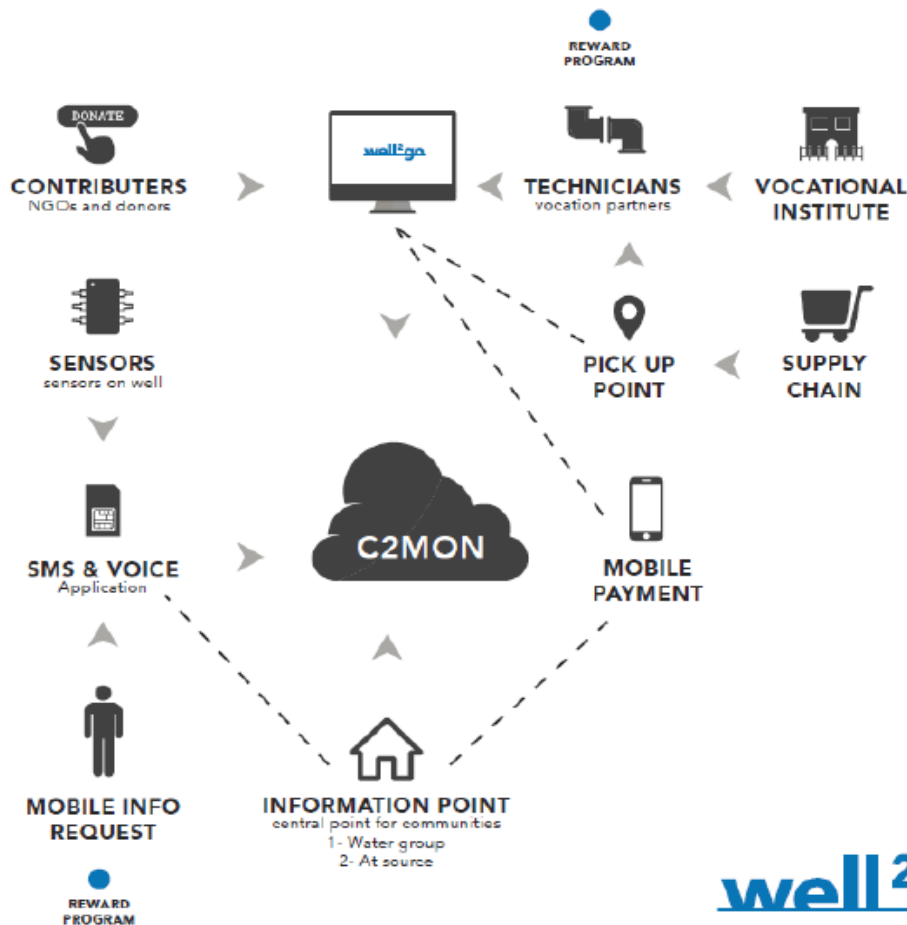 REWARD
PROGRAM
DONATE
CONTRIBUTERS
NGOs and donors
well²go
TECHNICIANS
vocation partners
VOCATIONAL
INSTITUTE
SENSORS
sensors on well
PICK UP
POINT
SUPPLY
CHAIN
SMS & VOICE
Application
C2MON
MOBILE
PAYMENT
MOBILE INFO
REQUEST
INFORMATION POINT
central point for communities
1- Water group
2- At source
REWARD
PROGRAM
well²